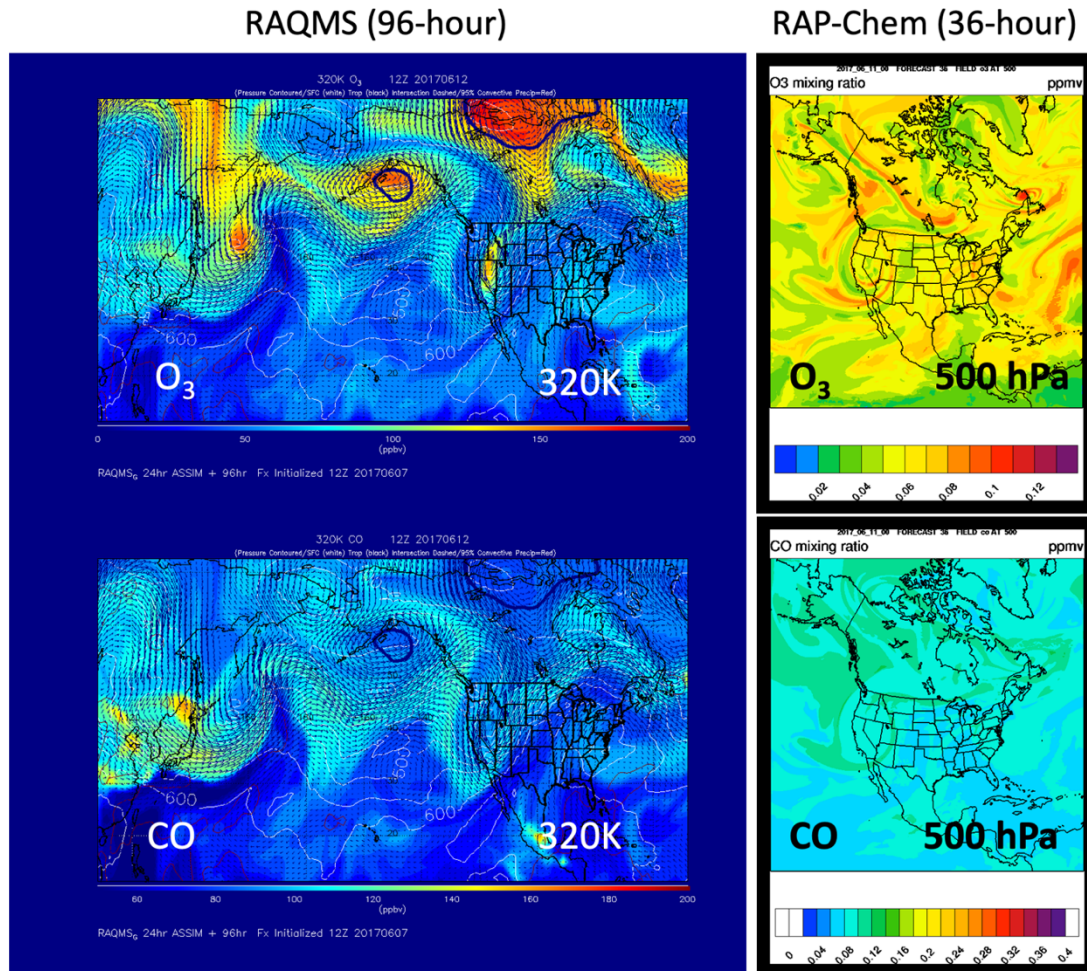 RAQMS (96-hour)
RAP-Chem (36-hour)
320K O₃ 12Z 20170612
(Pressure Contoured/SFC (white) Trop (black) Intersection Dashed/95% Convective Precip=Red)
600
600
O₃
320K
0 50 100 150 200
(ppbv)
RAQMS_G 24hr ASSIM + 96hr Fx Initialized 12Z 20170607
320K CO 12Z 20170612
(Pressure Contoured/SFC (white) Trop (black) Intersection Dashed/95% Convective Precip=Red)
600
600
CO
320K
60 80 100 120 140 160 180 200
(ppbv)
RAQMS_G 24hr ASSIM + 96hr Fx Initialized 12Z 20170607
2017_06_11_00 FORECAST 36 FIELD o3 AT 500
O3 mixing ratio ppmv
O₃
500 hPa
0.02 0.04 0.06 0.08 0.1 0.12
2017_06_11_00 FORECAST 36 FIELD co AT 500
CO mixing ratio ppmv
CO
500 hPa
0 0.04 0.08 0.12 0.16 0.2 0.24 0.28 0.32 0.36 0.4